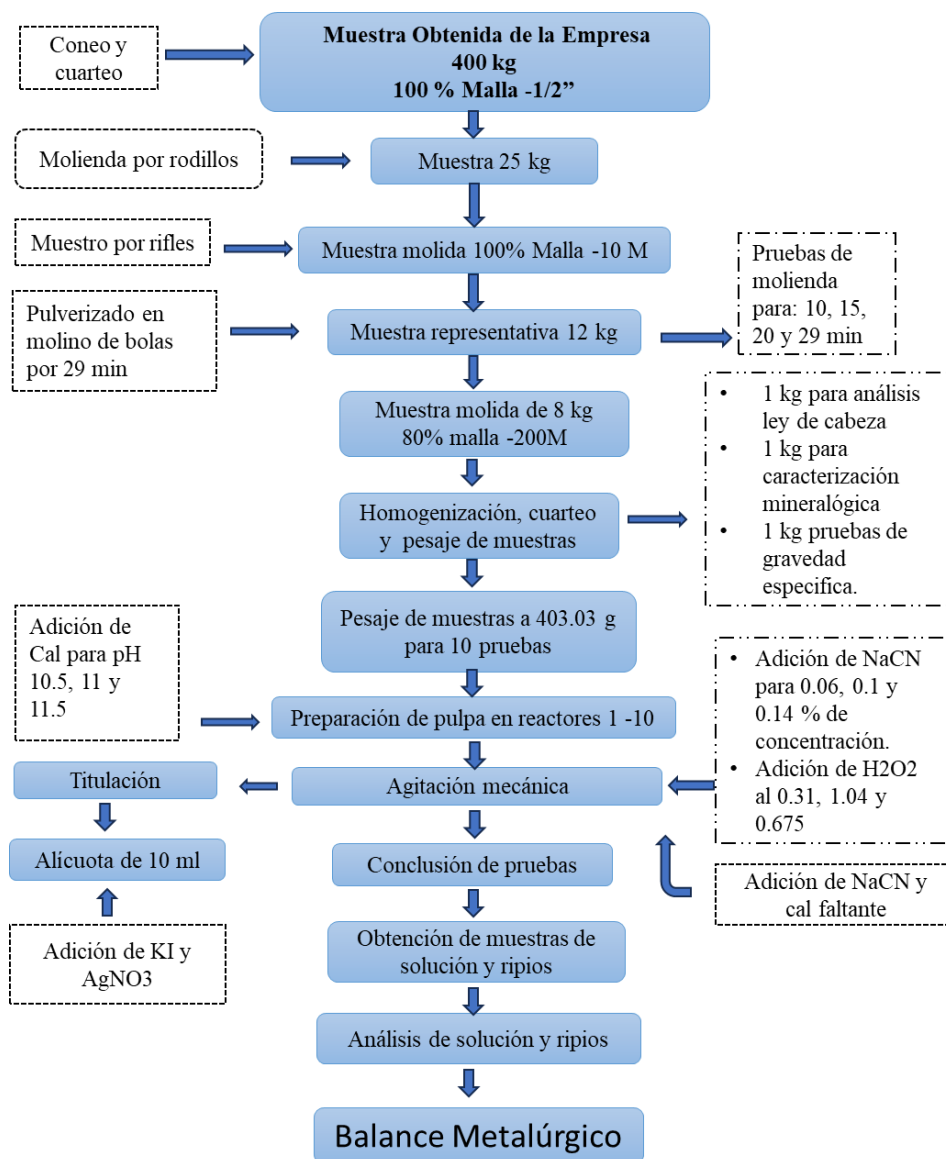 Coneo y
cuarteo
Muestra Obtenida de la Empresa
400 kg
100 % Malla -1/2”
Molienda por rodillos
Muestra 25 kg
Muestro por rifles
Muestra molida 100% Malla -10 M
Pulverizado en
molino de bolas
por 29 min
Muestra representativa 12 kg
Pruebas de
molienda
para: 10, 15,
20 y 29 min
Muestra molida de 8 kg
80% malla -200M
Homogenización, cuarteo
y pesaje de muestras
• 1 kg para análisis
ley de cabeza
• 1 kg para
caracterización
mineralógica
• 1 kg pruebas de
gravedad
especifica.
Pesaje de muestras a 403.03 g
para 10 pruebas
Adición de
Cal para pH
10.5, 11 y
11.5
Preparación de pulpa en reactores 1 -10
• Adición de NaCN
para 0.06, 0.1 y
0.14 % de
concentración.
• Adición de H2O2
al 0.31, 1.04 y
0.675
Titulación
Agitación mecánica
Alícuota de 10 ml
Conclusión de pruebas
Adición de NaCN y
cal faltante
Adición de KI y
AgNO3
Obtención de muestras de
solución y ripios
Análisis de solución y ripios
Balance Metalúrgico